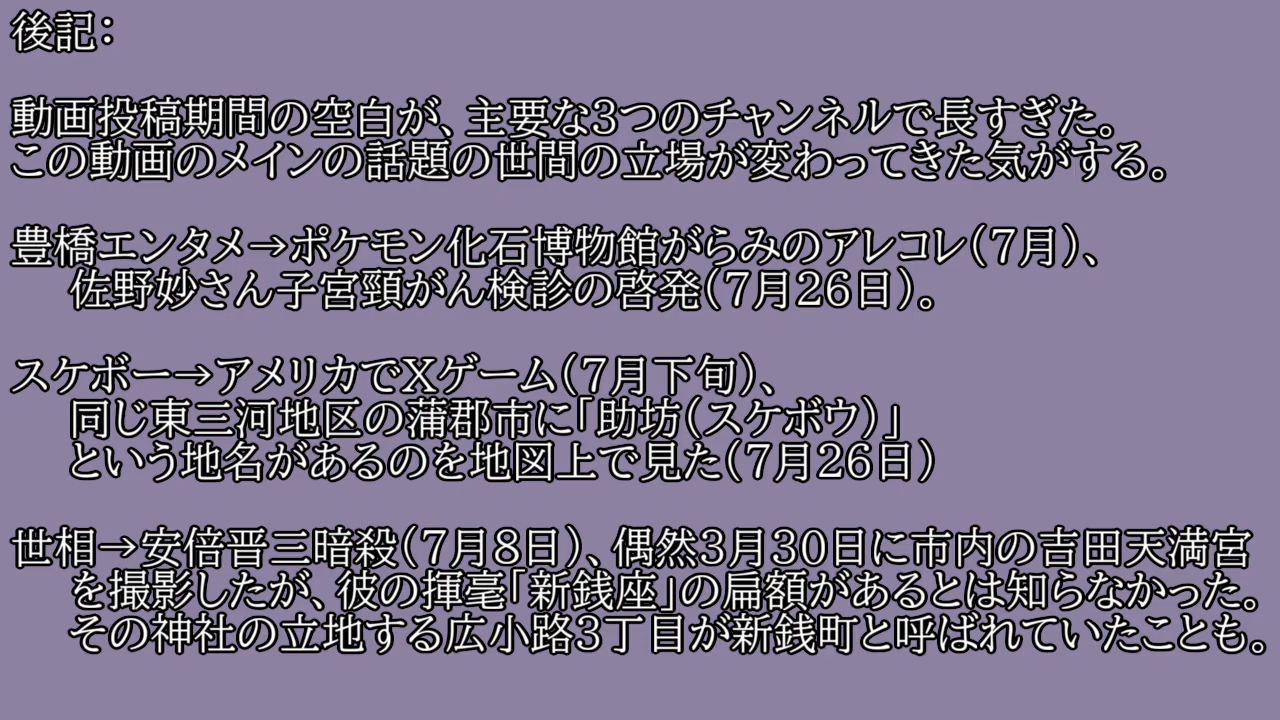 後記：
動画投稿期間の空白が、主要な3つのチャンネルで長すぎた。
この動画のメインの話題の世間の立場が変わってきた気がする。
豊橋エンタメ→ポケモン化石博物館がらみのアレコレ（7月）、
佐野妙さん子宮頸がん検診の啓発（7月26日）。
スケボー→アメリカでXゲーム（7月下旬）、
同じ東三河地区の蒲郡市に「助坊（スケボウ）」
という地名があるのを地図上で見た（7月26日）
世相→安倍晋三暗殺（7月8日）、偶然3月30日に市内の吉田天満宮
を撮影したが、彼の揮毫「新銭座」の扁額があるとは知らなかった。
その神社の立地する広小路3丁目が新銭町と呼ばれていたことも。